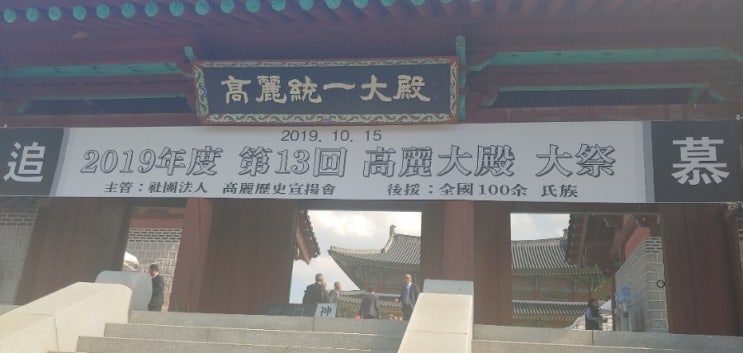 高麗統一大殿
2019. 10. 15
追 2019年度 第13回 高麗大殿 大祭 慕
主管 : 社團法人 高麗歷史宣揚會 後援 : 全國100余 氏族
神